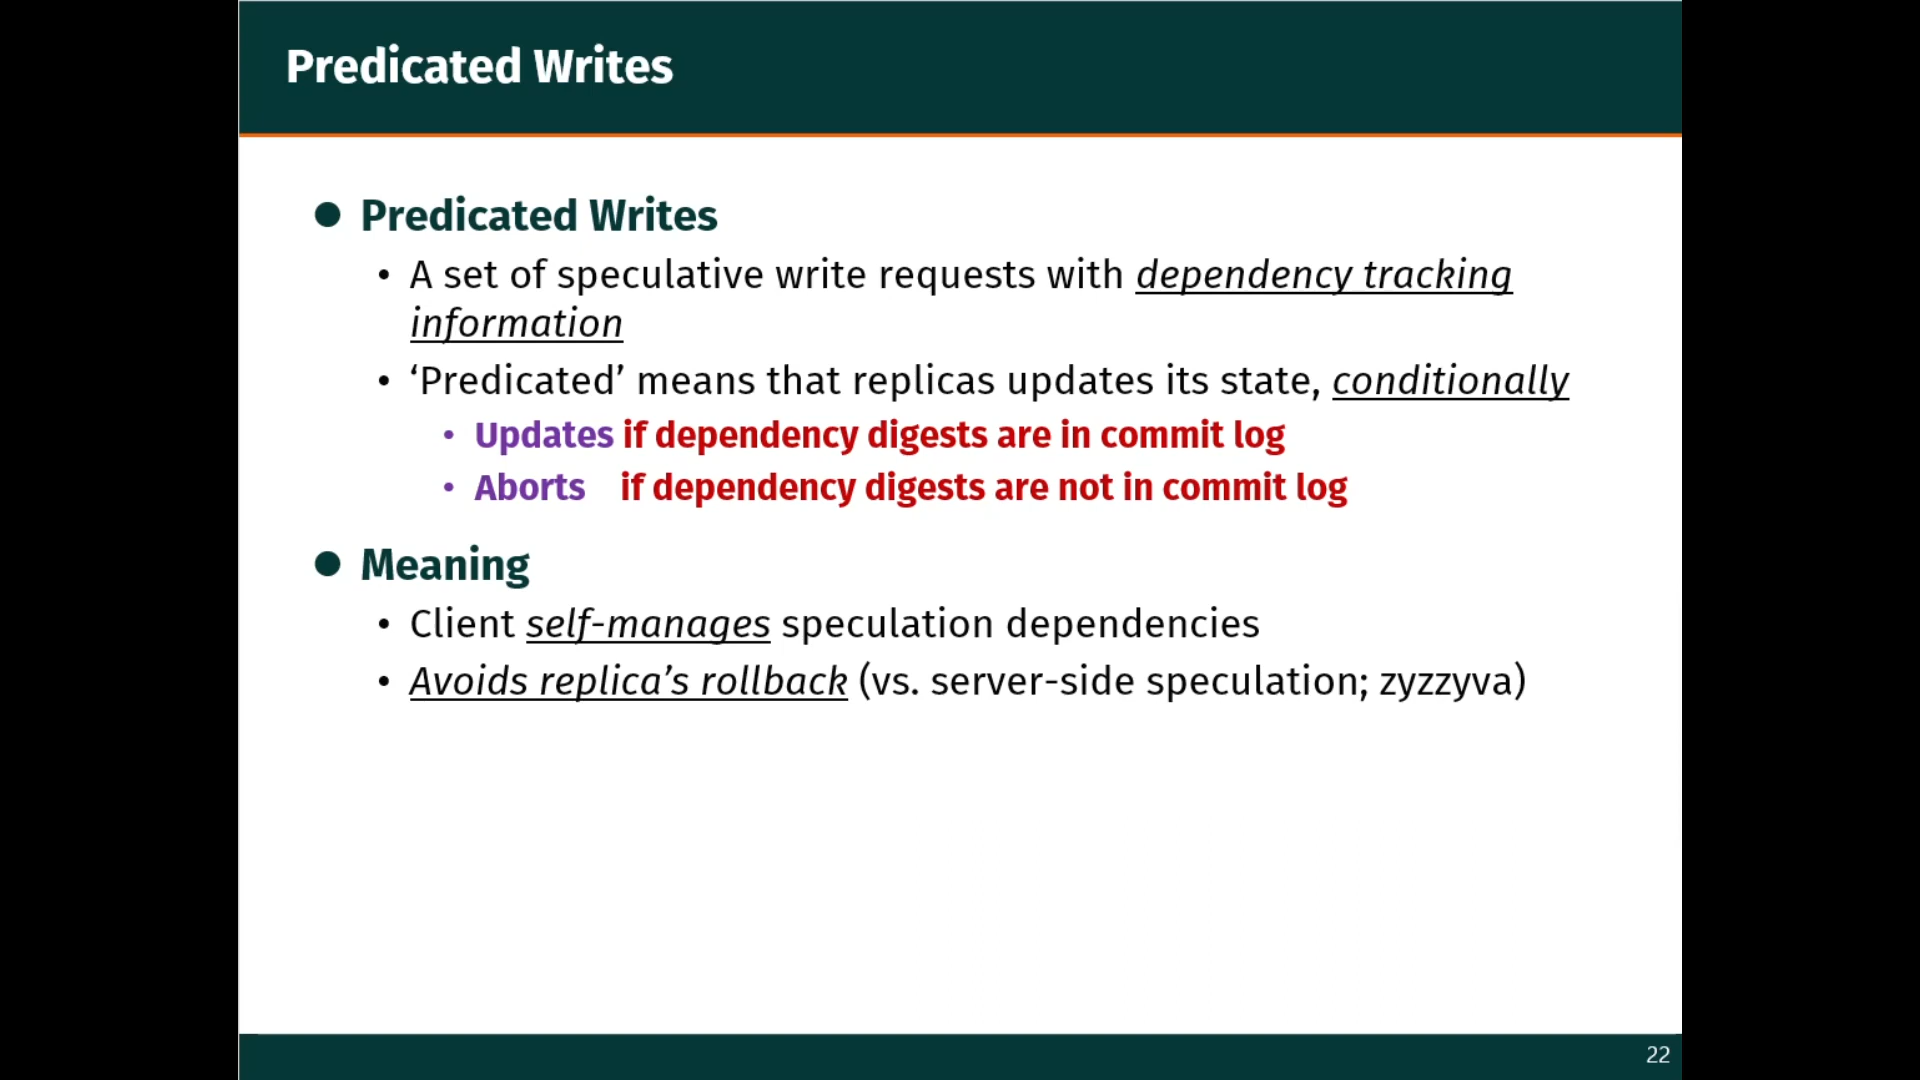 Predicated Writes
Predicated Writes
A set of speculative write requests with dependency tracking
information
‘Predicated’ means that replicas updates its state, conditionally
Updates if dependency digests are in commit log
Aborts if dependency digests are not in commit log
Meaning
Client self-manages speculation dependencies
Avoids replica’s rollback (vs. server-side speculation; zyzzyva)
22